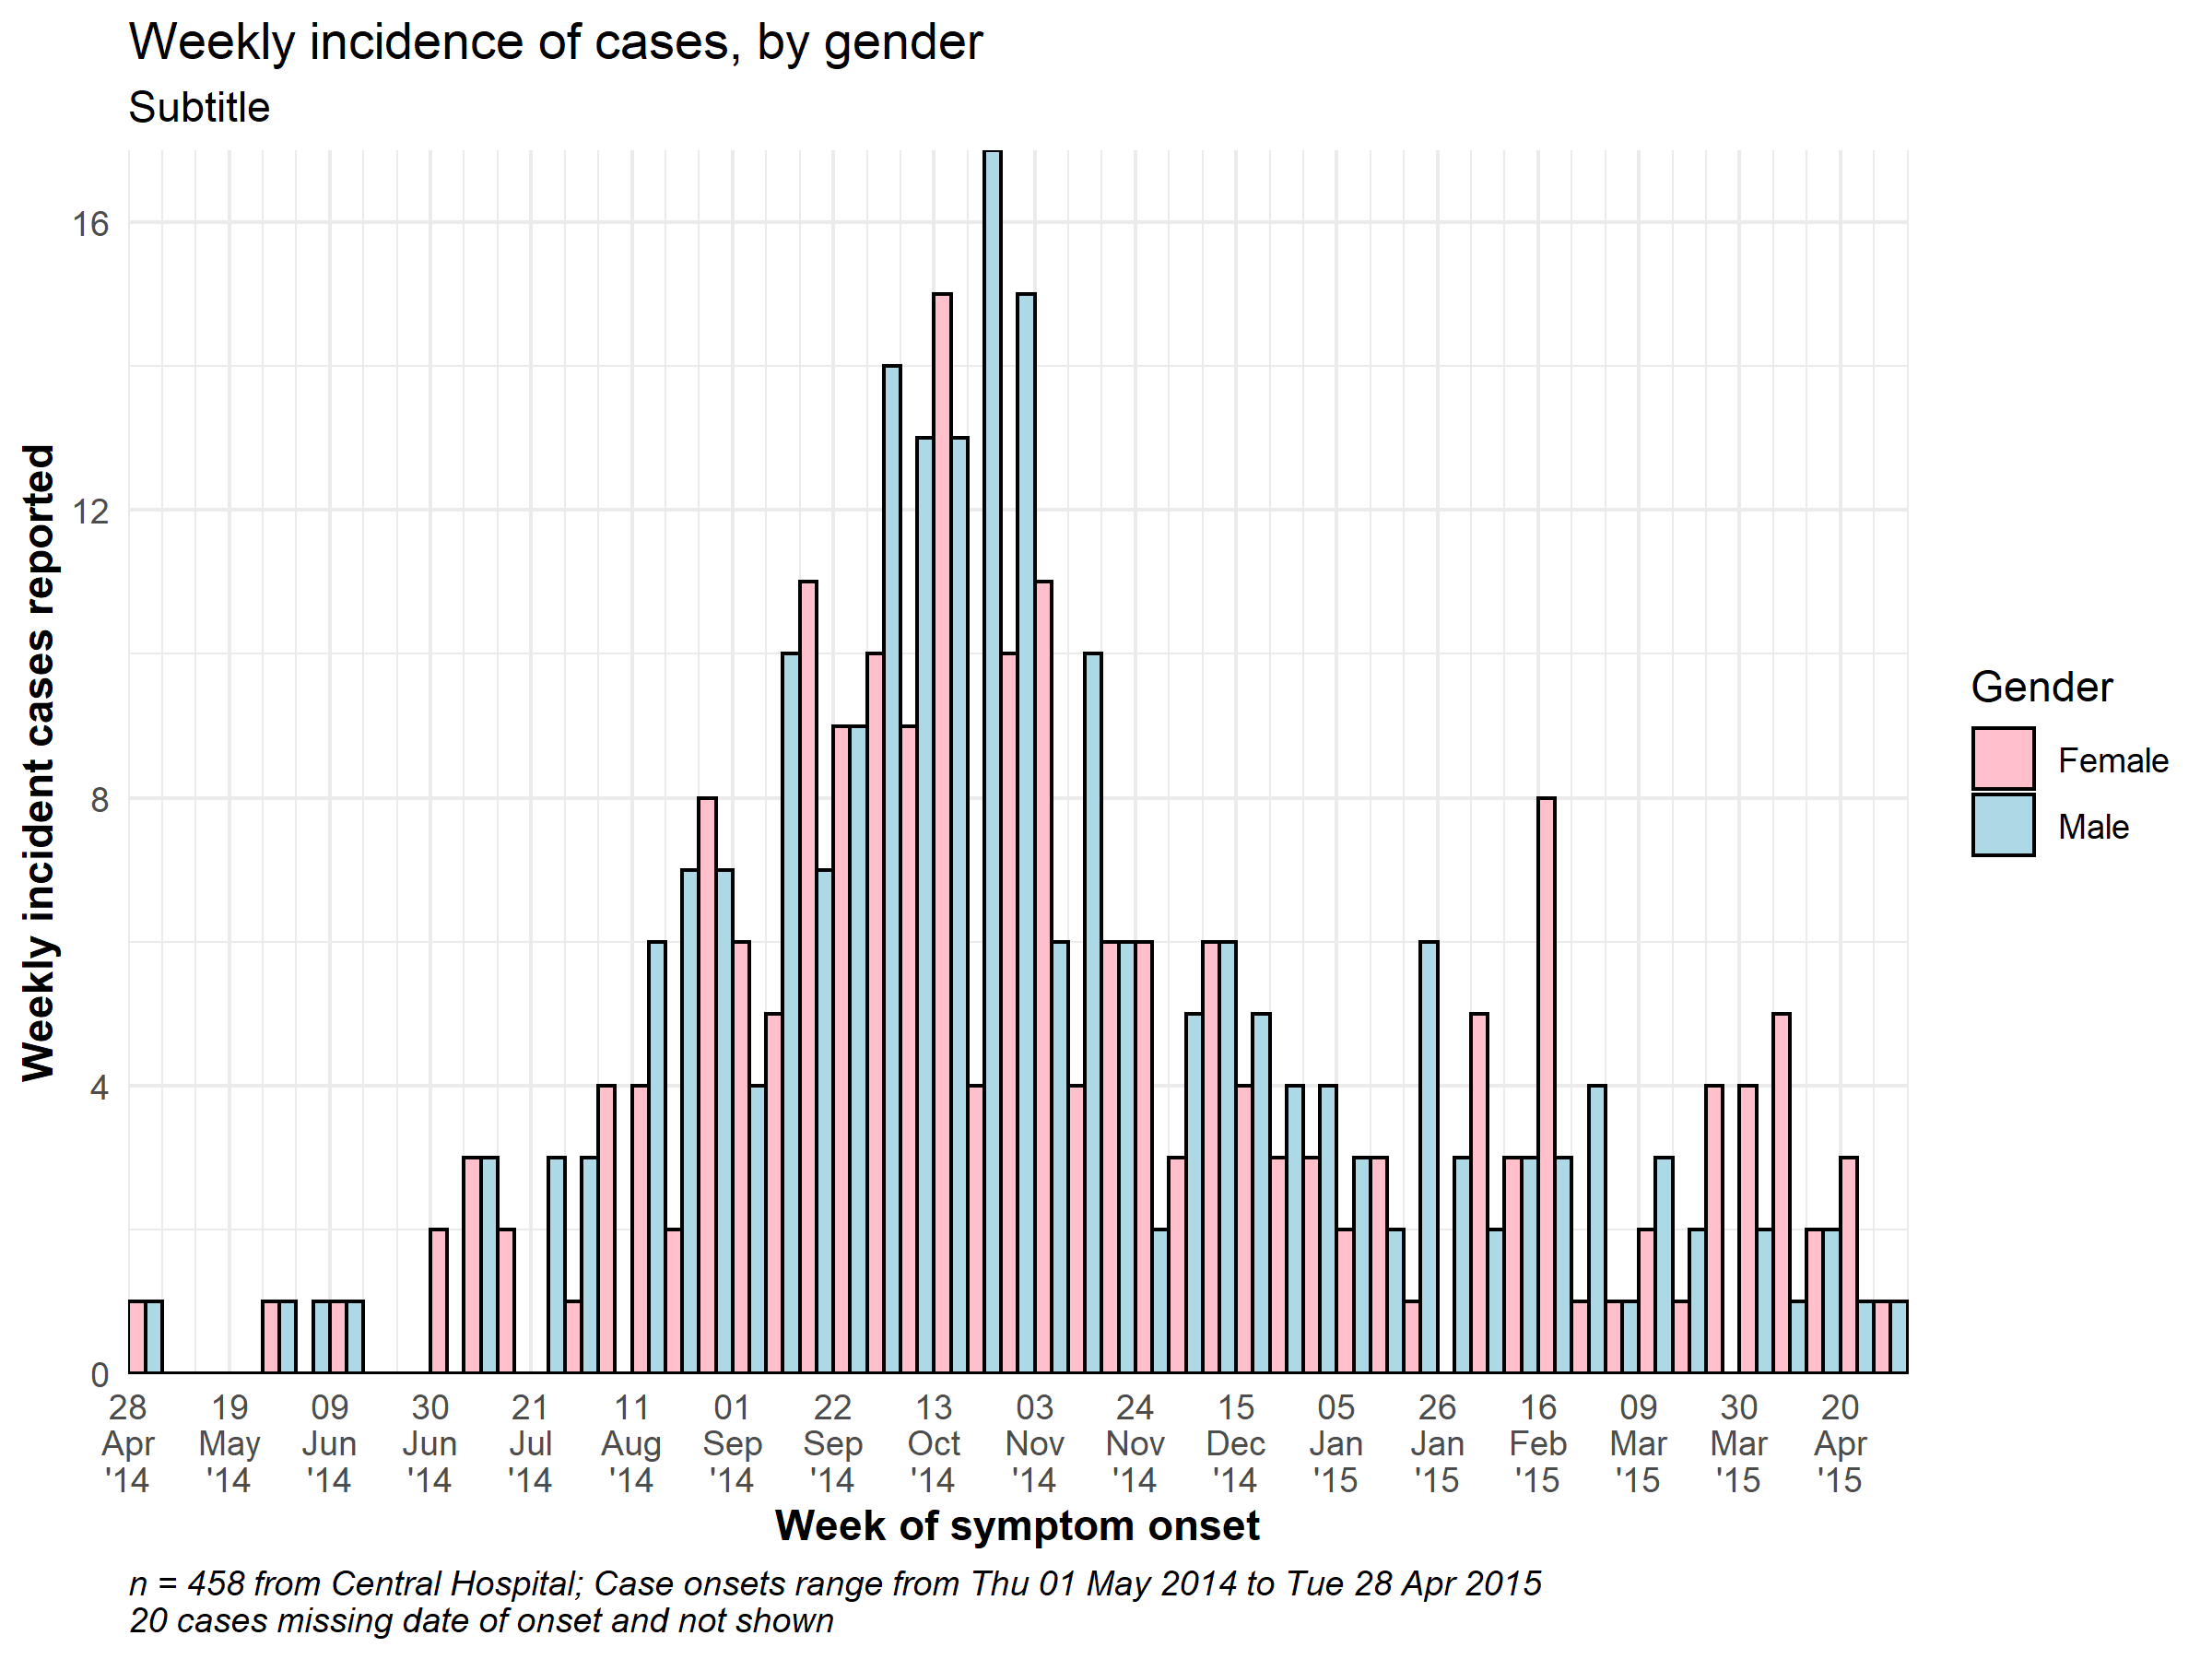 Weekly incidence of cases, by gender
Subtitle
Weekly incident cases reported
16
12
8
4
0
28 Apr '14
19 May '14
09 Jun '14
30 Jun '14
21 Jul '14
11 Aug '14
01 Sep '14
22 Sep '14
13 Oct '14
03 Nov '14
24 Nov '14
15 Dec '14
05 Jan '15
26 Jan '15
16 Feb '15
09 Mar '15
30 Mar '15
20 Apr '15
Week of symptom onset
Gender
Female
Male
n = 458 from Central Hospital; Case onsets range from Thu 01 May 2014 to Tue 28 Apr 2015
20 cases missing date of onset and not shown